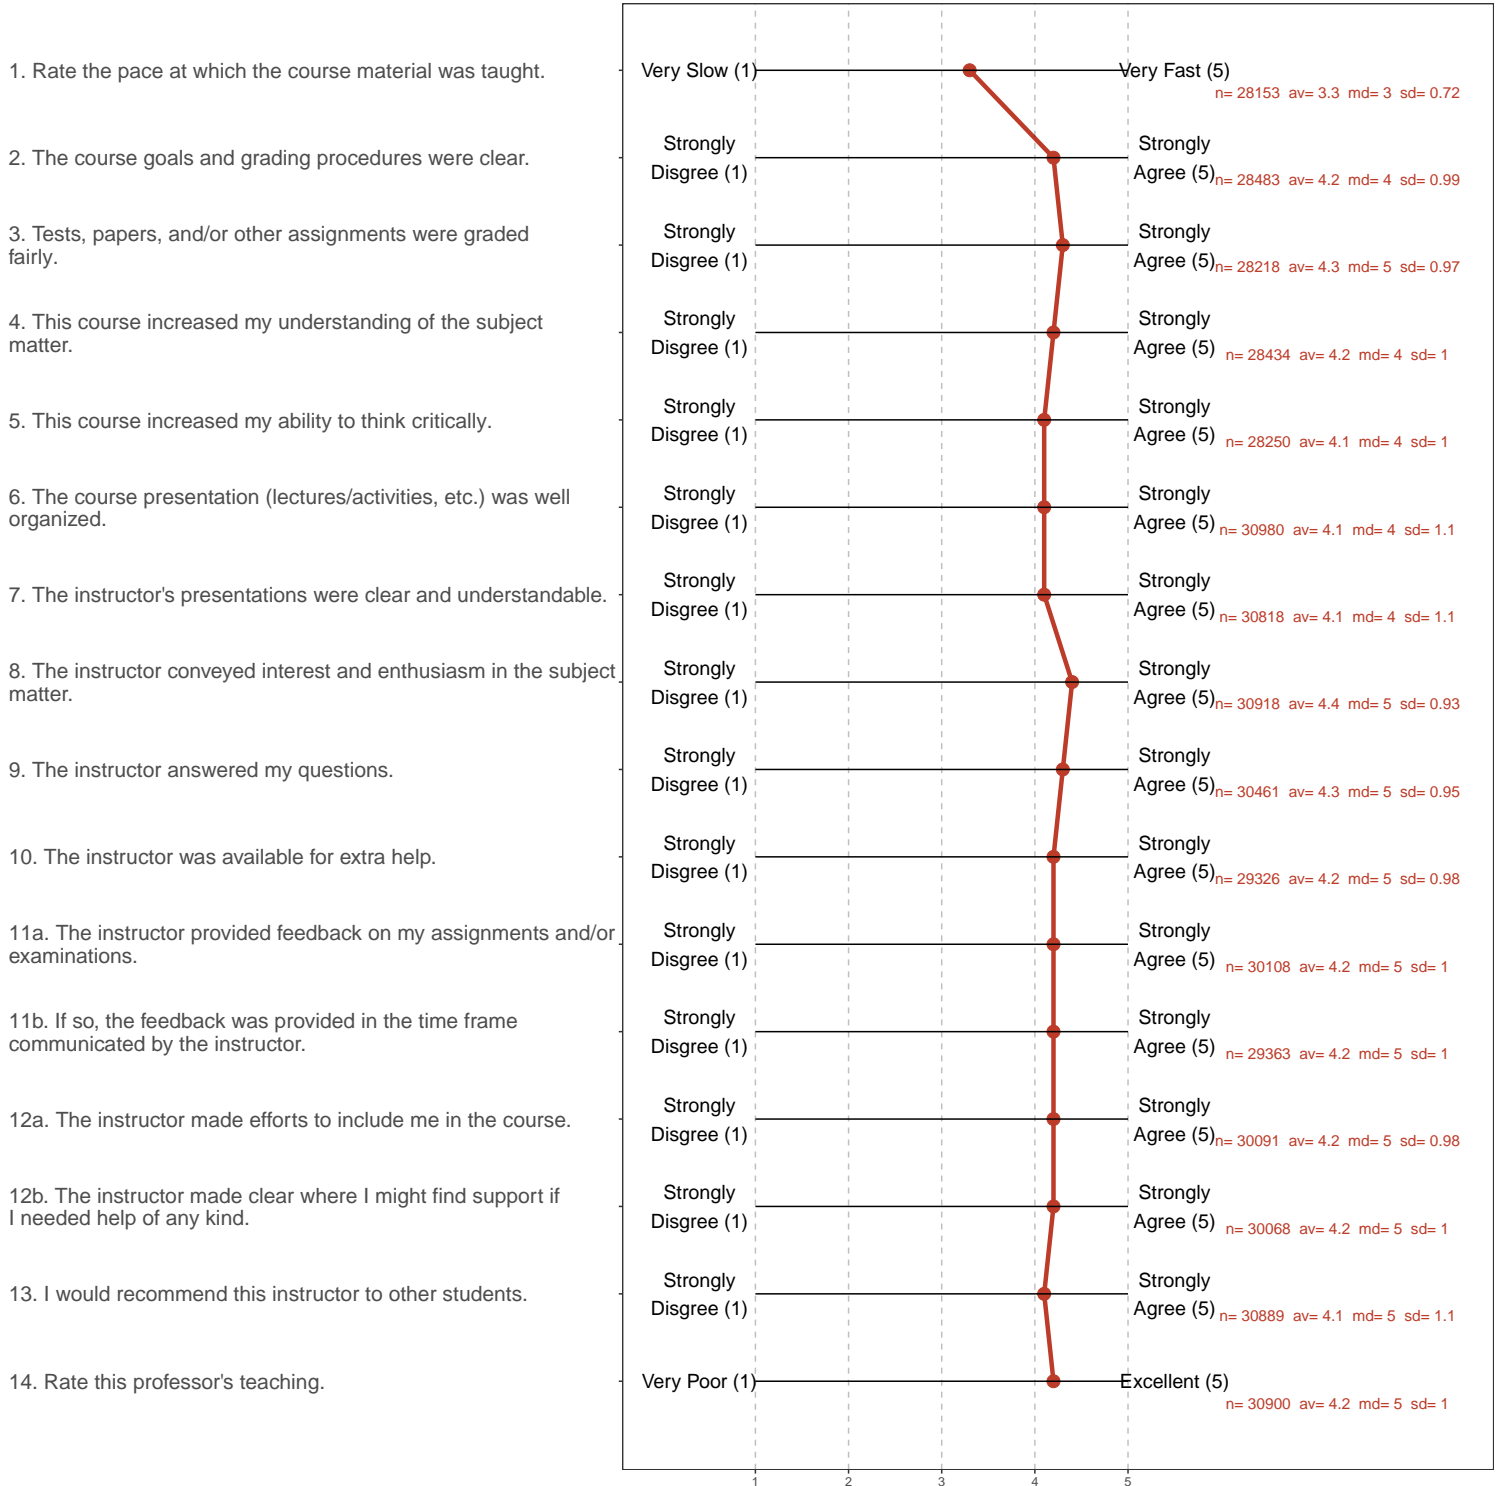 1. Rate the pace at which the course material was taught.
Very Slow (1)
Very Fast (5)
n= 28153 av= 3.3 md= 3 sd= 0.72
2. The course goals and grading procedures were clear.
Strongly
Disgree (1)
Strongly
Agree (5)
n= 28483 av= 4.2 md= 4 sd= 0.99
3. Tests, papers, and/or other assignments were graded
fairly.
Strongly
Disgree (1)
Strongly
Agree (5)
n= 28218 av= 4.3 md= 5 sd= 0.97
4. This course increased my understanding of the subject
matter.
Strongly
Disgree (1)
Strongly
Agree (5)
n= 28434 av= 4.2 md= 4 sd= 1
5. This course increased my ability to think critically.
Strongly
Disgree (1)
Strongly
Agree (5)
n= 28250 av= 4.1 md= 4 sd= 1
6. The course presentation (lectures/activities, etc.) was well
organized.
Strongly
Disgree (1)
Strongly
Agree (5)
n= 30980 av= 4.1 md= 4 sd= 1.1
7. The instructor's presentations were clear and understandable.
Strongly
Disgree (1)
Strongly
Agree (5)
n= 30818 av= 4.1 md= 4 sd= 1.1
8. The instructor conveyed interest and enthusiasm in the subject
matter.
Strongly
Disgree (1)
Strongly
Agree (5)
n= 30918 av= 4.4 md= 5 sd= 0.93
9. The instructor answered my questions.
Strongly
Disgree (1)
Strongly
Agree (5)
n= 30461 av= 4.3 md= 5 sd= 0.95
10. The instructor was available for extra help.
Strongly
Disgree (1)
Strongly
Agree (5)
n= 29326 av= 4.2 md= 5 sd= 0.98
11a. The instructor provided feedback on my assignments and/or
examinations.
Strongly
Disgree (1)
Strongly
Agree (5)
n= 30108 av= 4.2 md= 5 sd= 1
11b. If so, the feedback was provided in the time frame
communicated by the instructor.
Strongly
Disgree (1)
Strongly
Agree (5)
n= 29363 av= 4.2 md= 5 sd= 1
12a. The instructor made efforts to include me in the course.
Strongly
Disgree (1)
Strongly
Agree (5)
n= 30091 av= 4.2 md= 5 sd= 0.98
12b. The instructor made clear where I might find support if
I needed help of any kind.
Strongly
Disgree (1)
Strongly
Agree (5)
n= 30068 av= 4.2 md= 5 sd= 1
13. I would recommend this instructor to other students.
Strongly
Disgree (1)
Strongly
Agree (5)
n= 30889 av= 4.1 md= 5 sd= 1.1
14. Rate this professor's teaching.
Very Poor (1)
Excellent (5)
n= 30900 av= 4.2 md= 5 sd= 1
1 2 3 4 5